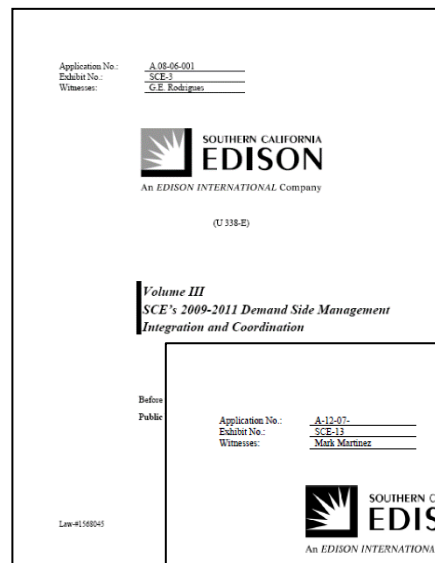 Application No.: A.08-06-001
Exhibit No.: SCE-3
Witnesses: G.E. Rodrigues
SOUTHERN CALIFORNIA
EDISON
An EDISON INTERNATIONAL Company
(U 338-E)
Volume III
SCE's 2009-2011 Demand Side Management
Integration and Coordination
Before
Public
Law-#1568045
Application No.: A-12-07-
Exhibit No.: SCE-13
Witnesses: Mark Martinez
SOUTHERN C
EDIS
An EDISON INTERNATIONA